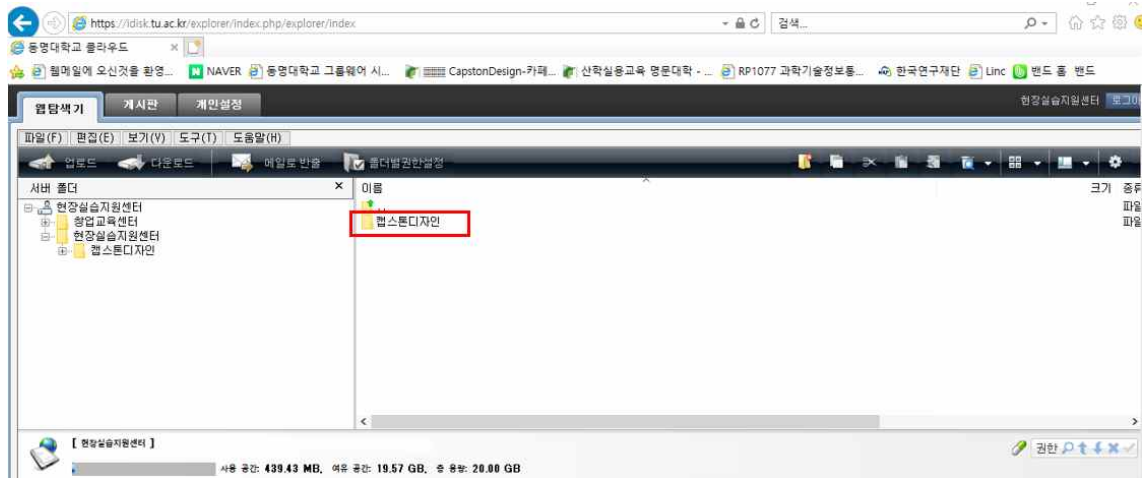 https://idisk.tu.ac.kr/explorer/index.php/explorer/index
검색...
동명대학교 클라우드
웹메일에 오신것을 환영...
NAVER
동명대학교 그룹웨어 시...
CapstonDesign-카페...
산학실용교육 명문대학 - ...
RP1077 과학기술정보통...
한국연구재단
Linc
밴드 홈
밴드
웹탐색기
게시판
개인설정
현장실습지원센터
파일(F)
편집(E)
보기(V)
도구(T)
도움말(H)
업로드
다운로드
메일로 반출
폴더별권한설정
서버 폴더
이름
크기
종류
현장실습지원센터
창업교육센터
현장실습지원센터
캡스톤디자인
..
파일
캡스톤디자인
파일
[ 현장실습지원센터 ]
권한
사용 공간: 439.43 MB, 여유 공간: 19.57 GB, 총 용량: 20.00 GB